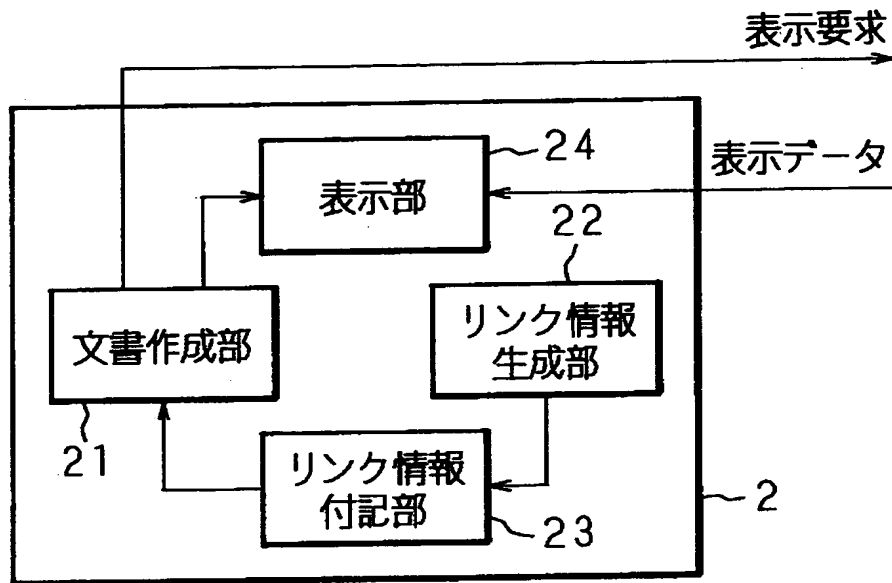 表示要求
24
表示データ
表示部
22
リンク情報
生成部
文書作成部
21
リンク情報
付記部
23
2